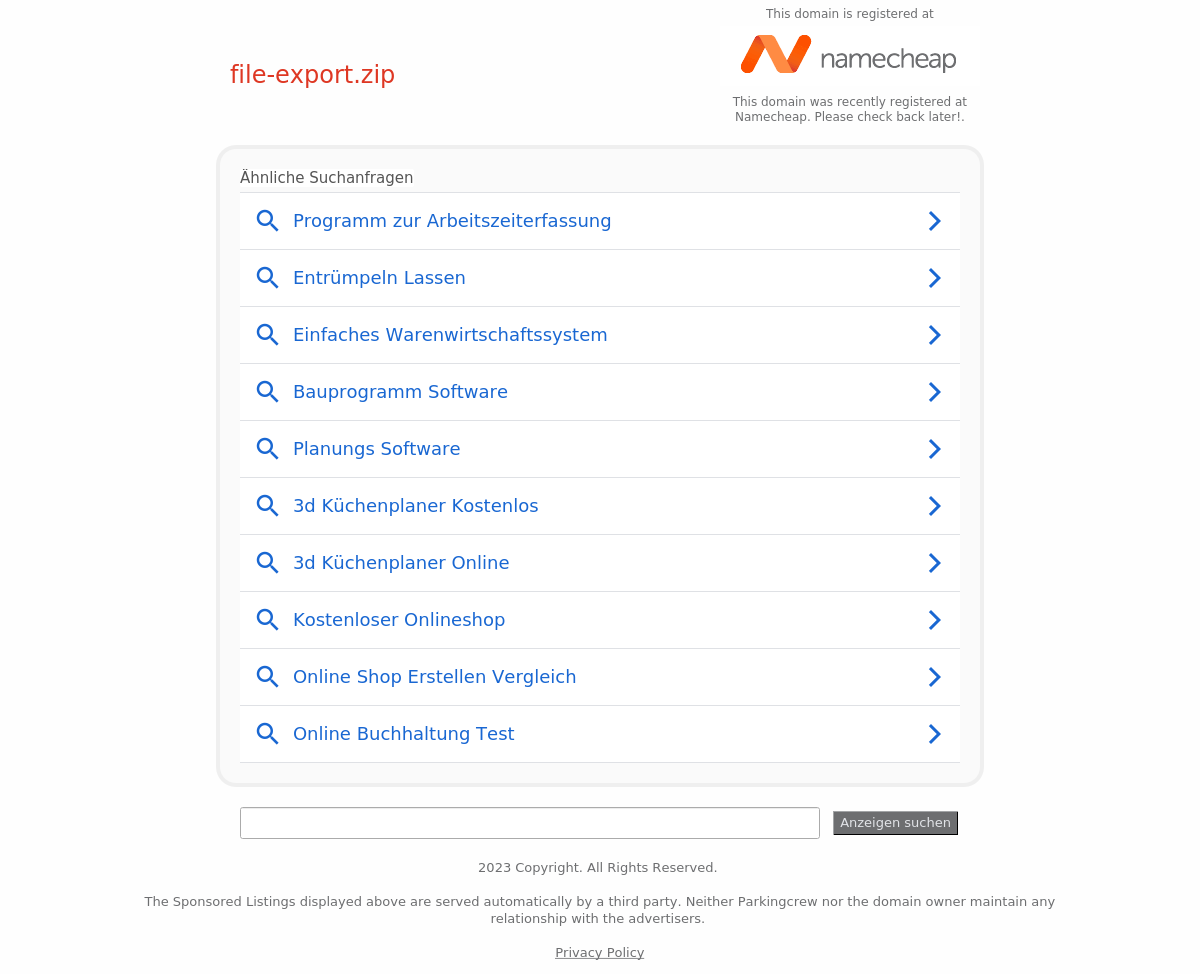 This domain is registered at
namecheap
file-export.zip
This domain was recently registered at
Namecheap. Please check back later!.
Ähnliche Suchanfragen
Programm zur Arbeitszeiterfassung
Entrümpeln Lassen
Einfaches Warenwirtschaftssystem
Bauprogramm Software
Planungs Software
3d Küchenplaner Kostenlos
3d Küchenplaner Online
Kostenloser Onlineshop
Online Shop Erstellen Vergleich
Online Buchhaltung Test
Anzeigen suchen
2023 Copyright. All Rights Reserved.
The Sponsored Listings displayed above are served automatically by a third party. Neither Parkingcrew nor the domain owner maintain any
relationship with the advertisers.
Privacy Policy